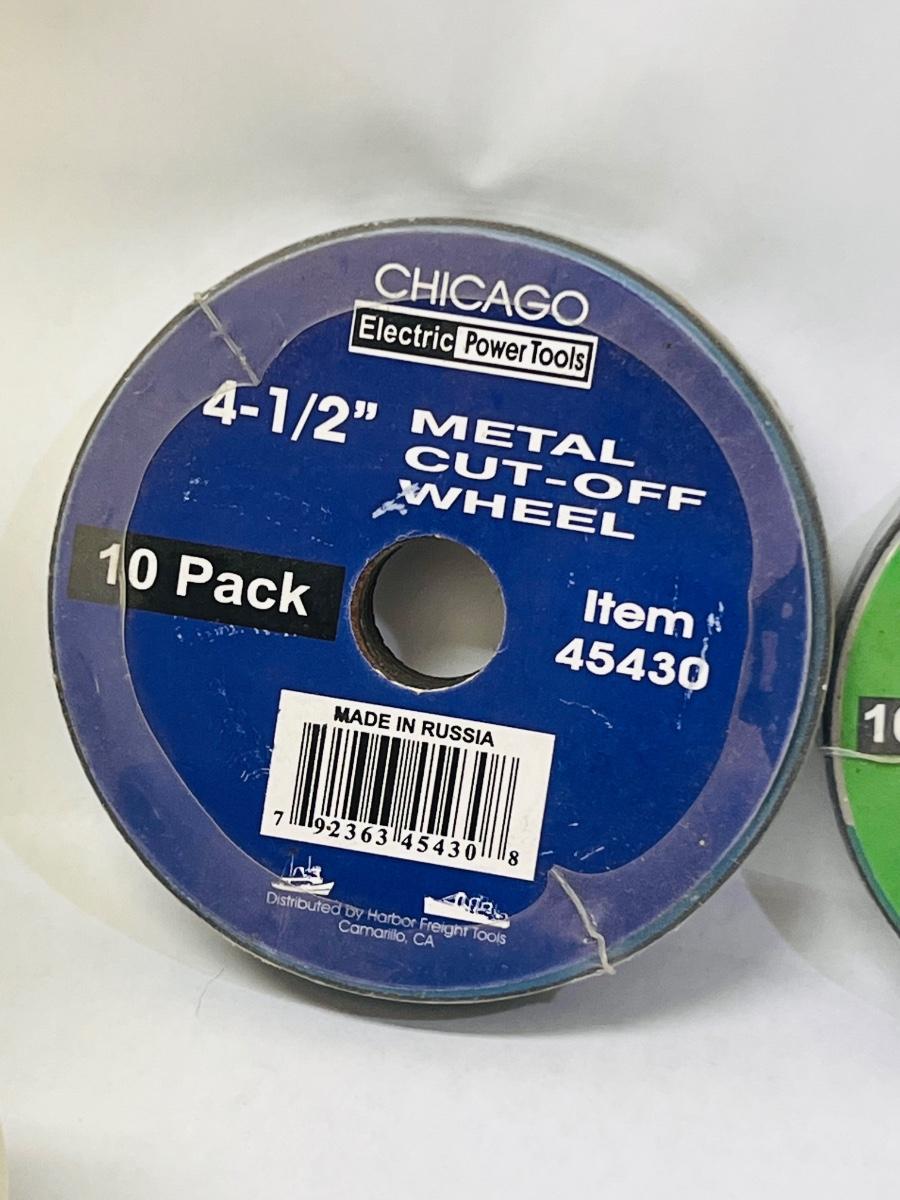 CHICAGO
Electric Power Tools
4-1/2” METAL
CUT-OFF
WHEEL
10 Pack
Item
45430
MADE IN RUSSIA
7 92363 45430 8
Distributed by Harbor Freight Tools
Camarillo, CA
10